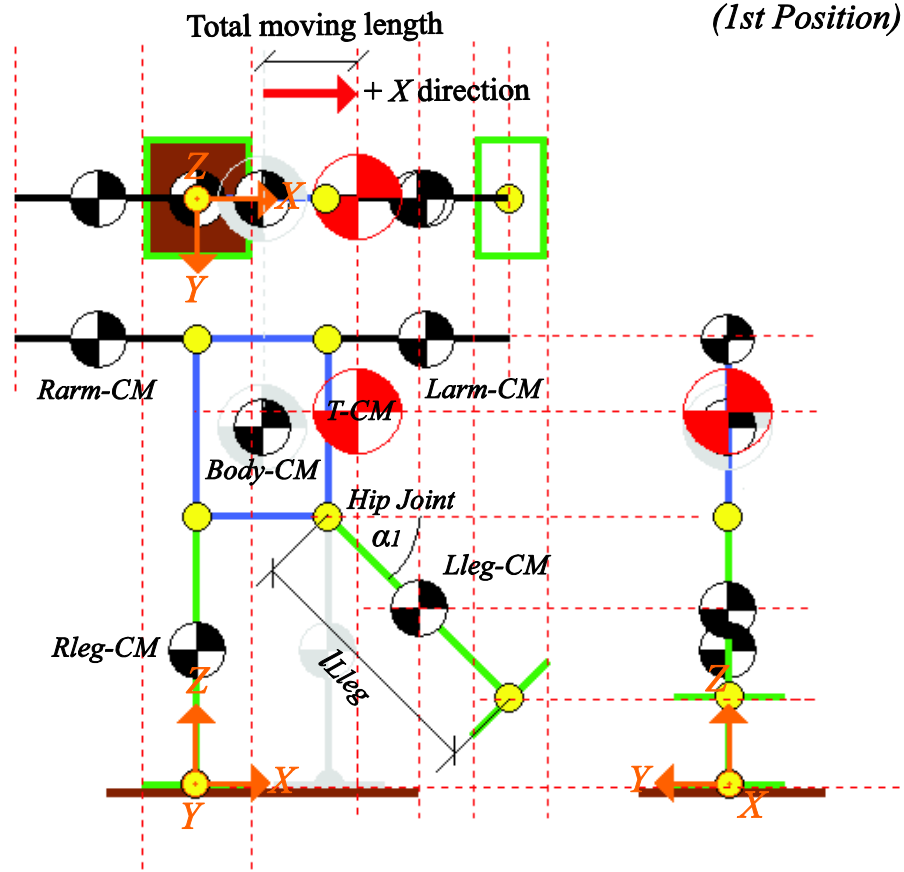 (1st Position)
Total moving length
+ X direction
Z
X
Y
Rarm-CM
Larm-CM
T-CM
Body-CM
Hip Joint
α1
Lleg-CM
Rleg-CM
lLleg
Z
X
Y
Z
Y
X